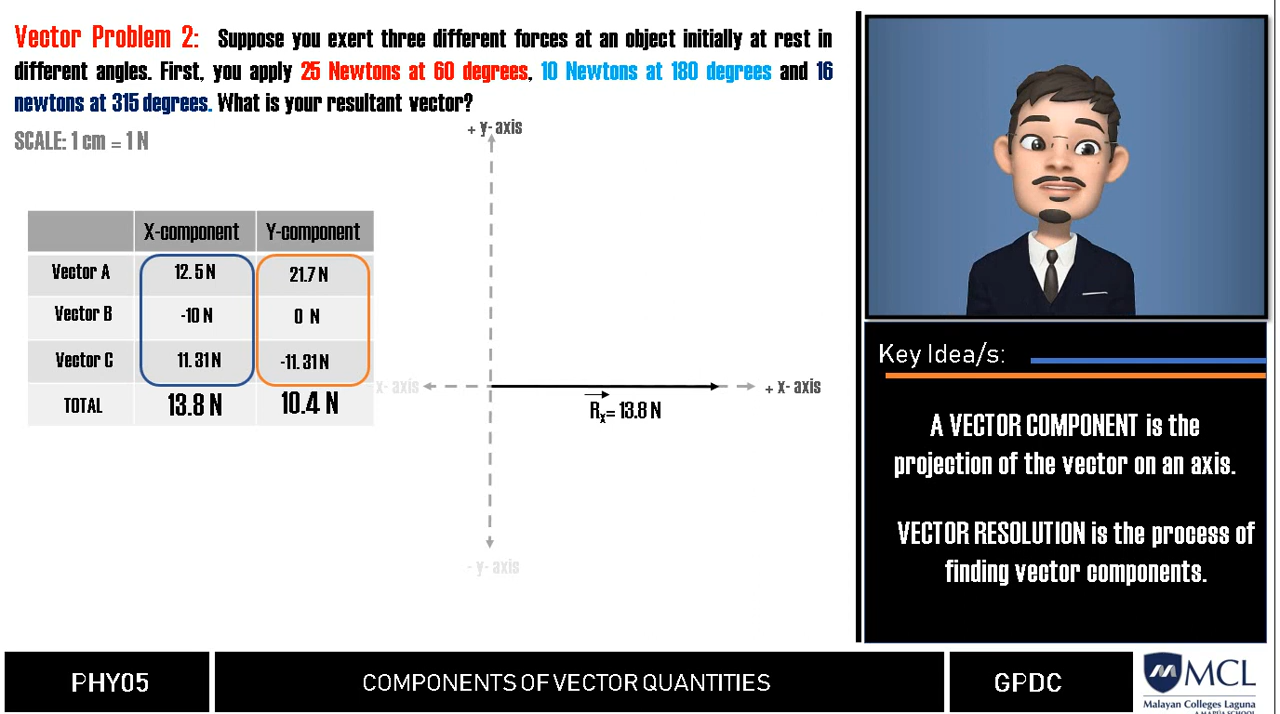 Vector Problem 2: Suppose you exert three different forces at an object initially at rest in
different angles. First, you apply 25 Newtons at 60 degrees, 10 Newtons at 180 degrees and 16
newtons at 315 degrees. What is your resultant vector?
SCALE: 1 cm = 1 N
+ y- axis
X-component Y-component
Vector A 12.5 N 21.7 N
Vector B -10 N 0 N
Vector C 11.31 N -11.31 N
TOTAL 13.8 N 10.4 N
x- axis
+ x- axis
Rx= 13.8 N
- y- axis
Key Idea/s:
A VECTOR COMPONENT is the
projection of the vector on an axis.
VECTOR RESOLUTION is the process of
finding vector components.
PHY05
COMPONENTS OF VECTOR QUANTITIES
GPDC
MCL
Malayan Colleges Laguna
A MAPÚA SCHOOL